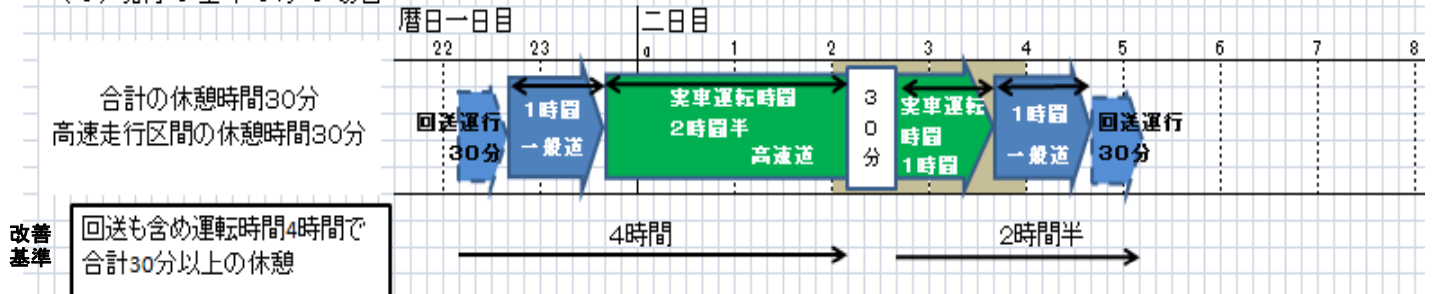 暦日一日目
二日目
22 23 0 1 2 3 4 5 6 7 8
合計の休憩時間30分
高速走行区間の休憩時間30分
回送運行
30分
1時間
一般道
実車運転時間
2時間半
高速道
30分
実車運転
時間
1時間
1時間
一般道
回送運行
30分
改善
基準
回送も含め運転時間4時間で
合計30分以上の休憩
4時間
2時間半